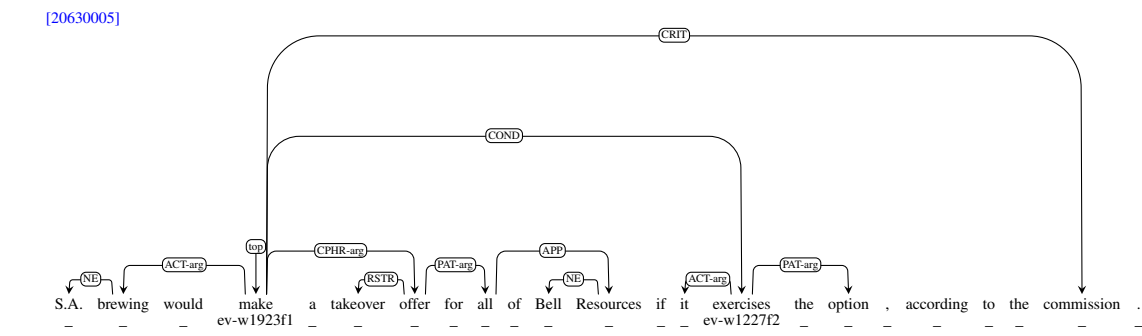 [20630005]
CRIT
COND
top
CPHR-arg APP
ACT-arg PAT-arg PAT-arg
NE RSTR NE ACT-arg
S.A. brewing would make a takeover offer for all of Bell Resources if it exercises the option , according to the commission .
_ _ _ ev-w1923f1 _ _ _ _ _ _ _ _ _ _ ev-w1227f2 _ _ _ _ _ _ _ _